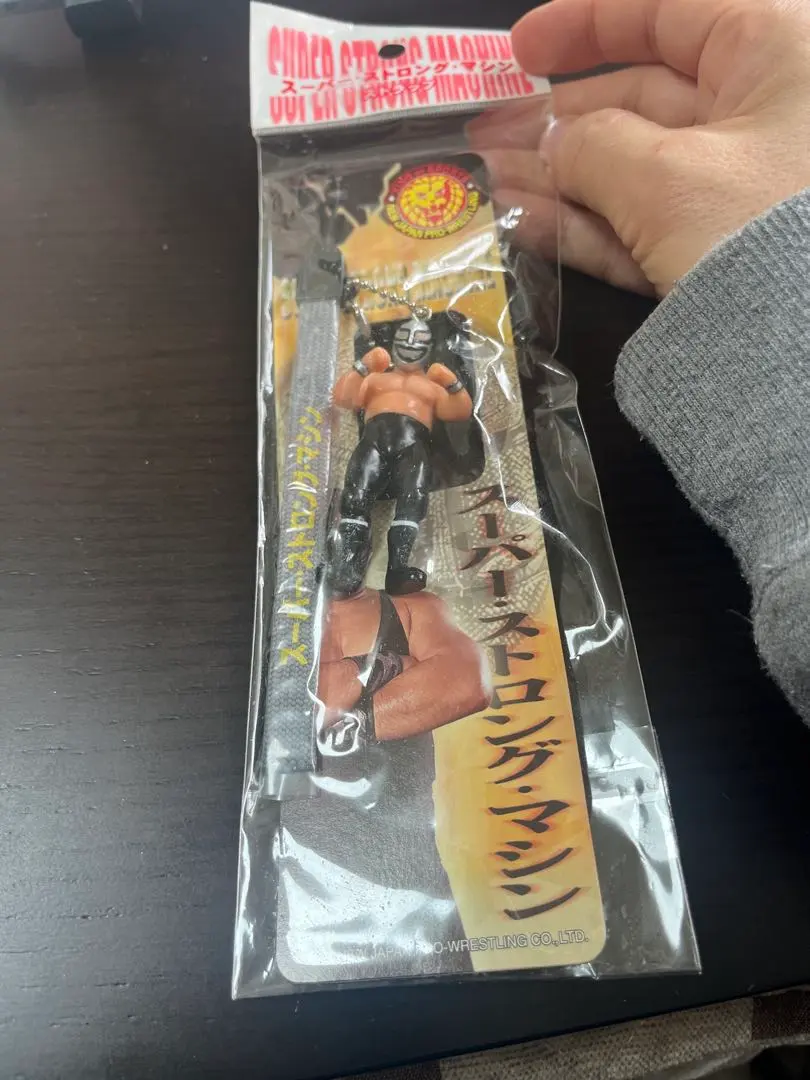 SUPER STRONG MACHINE
スーパー・ストロング・マシン
NEW JAPAN PRO-WRESTLING
スーパー・ストロング・マシン
スーパー・ストロング・マシン
JAPAN PRO-WRESTLING CO.,LTD.